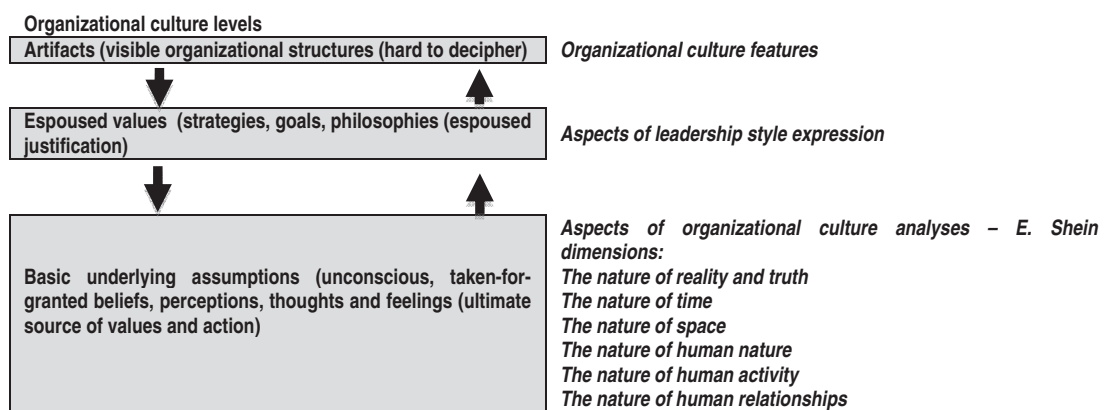 Organizational culture levels
Artifacts (visible organizational structures (hard to decipher)
Organizational culture features
Espoused values (strategies, goals, philosophies (espoused
justification)
Aspects of leadership style expression
Basic underlying assumptions (unconscious, taken-for-
granted beliefs, perceptions, thoughts and feelings (ultimate
source of values and action)
Aspects of organizational culture analyses – E. Shein
dimensions:
The nature of reality and truth
The nature of time
The nature of space
The nature of human nature
The nature of human activity
The nature of human relationships